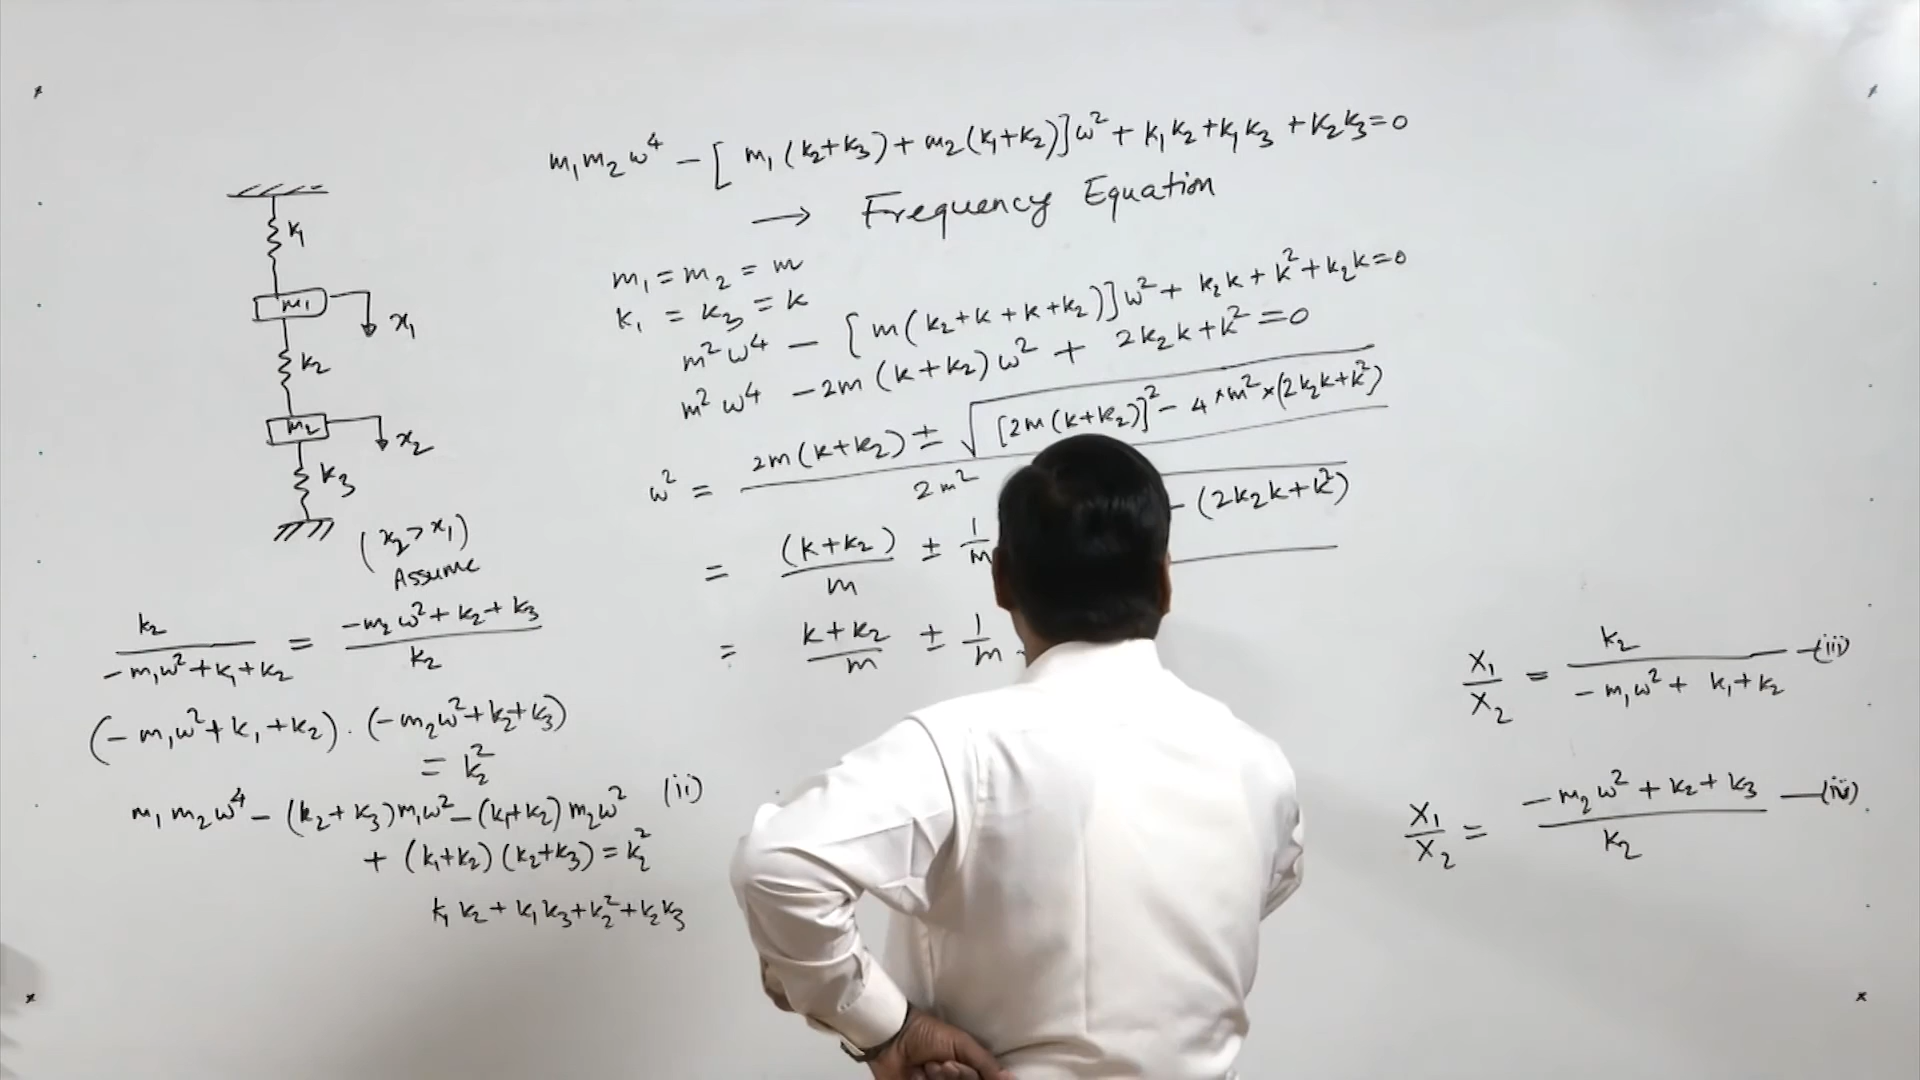 m₁m₂ω⁴ − [m₁(k₂+k₃) + m₂(k₁+k₂)]ω² + k₁k₂+k₁k₃+k₂k₃=0
→ Frequency Equation
k₁
m₁
x₁
k₂
m₂
x₂
k₃
(x₂>x₁)
Assume
k₂/(−m₁ω²+k₁+k₂) = (−m₂ω²+k₂+k₃)/k₂
(−m₁ω²+k₁+k₂).(−m₂ω²+k₂+k₃)
= k₂²
m₁m₂ω⁴−(k₂+k₃)m₁ω²−(k₁+k₂)m₂ω² (ii)
+ (k₁+k₂)(k₂+k₃)=k₂²
k₁k₂+k₁k₃+k₂²+k₂k₃
m₁=m₂=m
k₁=k₃=k
m²ω⁴ − [m(k₂+k+k+k₂)]ω² + k₂k+k²+k₂k=0
m²ω⁴ −2m(k+k₂)ω² + 2k₂k+k²=0
ω² = (2m(k+k₂) ± √([2m(k+k₂)]²−4×m²×(2k₂k+k²)))/2m²
= (k+k₂)/m ± 1/m −(2k₂k+k²)
= (k+k₂)/m ± 1/m
X₁/X₂ = k₂/(−m₁ω²+k₁+k₂) —(iii)
X₁/X₂ = (−m₂ω²+k₂+k₃)/k₂ —(iv)